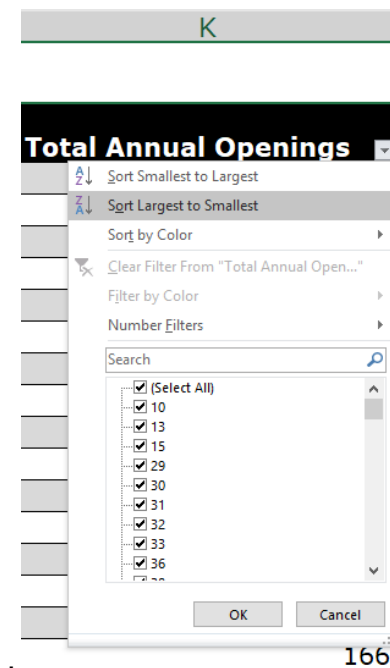 K
Total Annual Openings
Sort Smallest to Largest
Sort Largest to Smallest
Sort by Color
Clear Filter From "Total Annual Open..."
Filter by Color
Number Filters
Search
(Select All)
10
13
15
29
30
31
32
33
36
OK Cancel
166